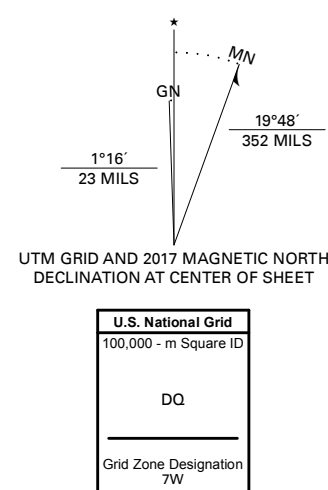 ★
MN
GN
19°48´
352 MILS
1°16´
23 MILS
UTM GRID AND 2017 MAGNETIC NORTH
DECLINATION AT CENTER OF SHEET
U.S. National Grid
100,000 - m Square ID
DQ
Grid Zone Designation
7W